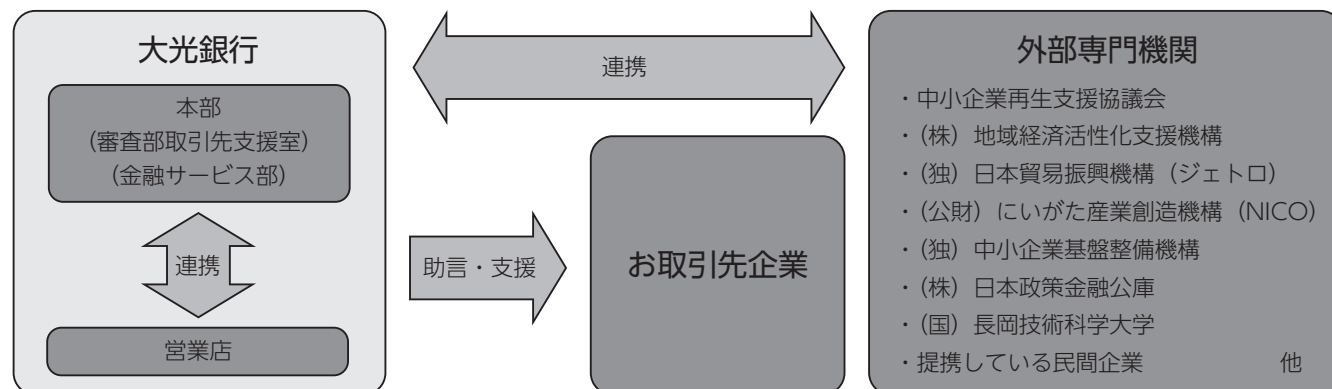 大光銀行
本部
(審査部取引先支援室)
(金融サービス部)
連携
営業店
連携
助言・支援
お取引先企業
外部専門機関
・中小企業再生支援協議会
・(株) 地域経済活性化支援機構
・(独) 日本貿易振興機構 (ジェトロ)
・(公財) にいがた産業創造機構 (NICO)
・(独) 中小企業基盤整備機構
・(株) 日本政策金融公庫
・(国) 長岡技術科学大学
・提携している民間企業 他